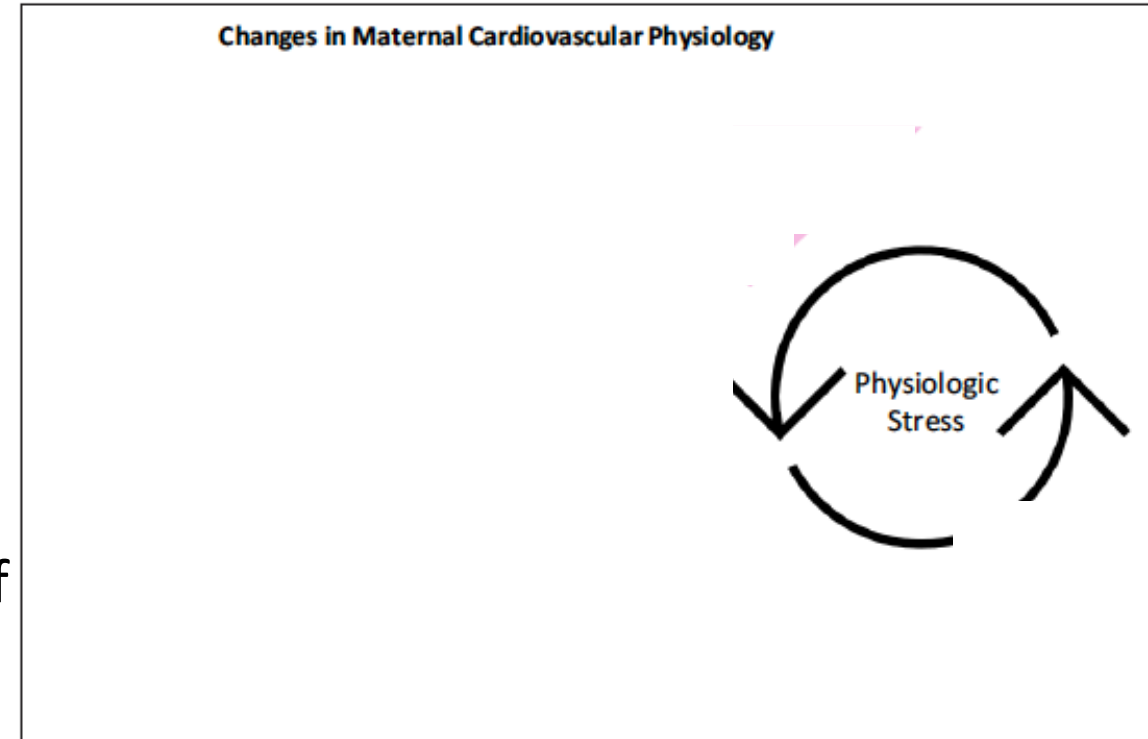 Changes in Maternal Cardiovascular Physiology
Physiologic
Stress
f